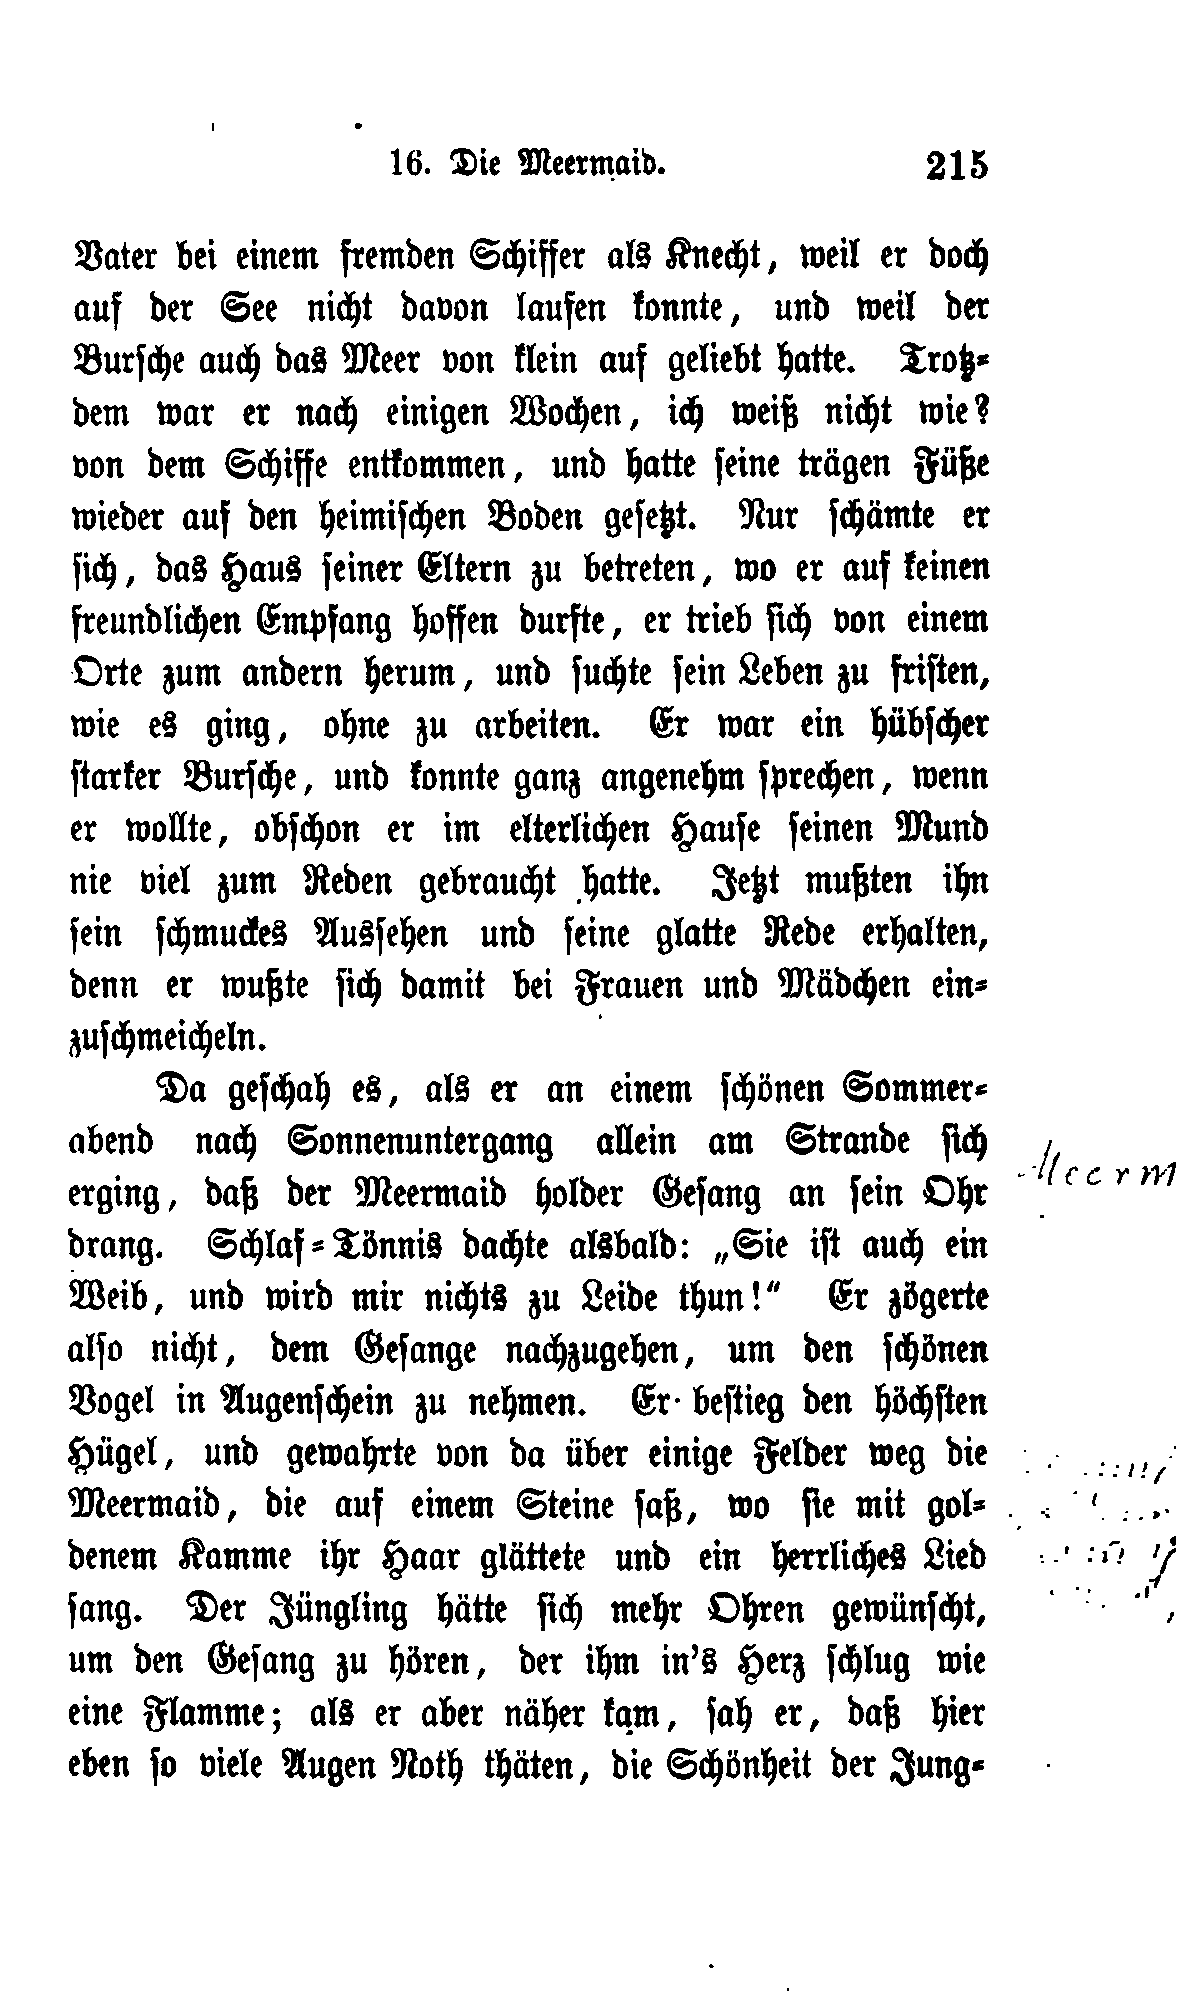 16. Die Meermaid. 215
Vater bei einem fremden Schiffer als Knecht, weil er doch
auf der See nicht davon laufen konnte, und weil der
Bursche auch das Meer von klein auf geliebt hatte. Trotz-
dem war er nach einigen Wochen, ich weiß nicht wie?
von dem Schiffe entkommen, und hatte seine trägen Füße
wieder auf den heimischen Boden gesetzt. Nur schämte er
sich, das Haus seiner Eltern zu betreten, wo er auf keinen
freundlichen Empfang hoffen durfte, er trieb sich von einem
Orte zum andern herum, und suchte sein Leben zu fristen,
wie es ging, ohne zu arbeiten. Er war ein hübscher
starker Bursche, und konnte ganz angenehm sprechen, wenn
er wollte, obschon er im elterlichen Hause seinen Mund
nie viel zum Reden gebraucht hatte. Jetzt mußten ihn
sein schmuckes Aussehen und seine glatte Rede erhalten,
denn er wußte sich damit bei Frauen und Mädchen ein-
zuschmeicheln.
Da geschah es, als er an einem schönen Sommer-
abend nach Sonnenuntergang allein am Strande sich
erging, daß der Meermaid holder Gesang an sein Ohr
drang. Schlaf-Tönnis dachte alsbald: „Sie ist auch ein
Weib, und wird mir nichts zu Leide thun!“ Er zögerte
also nicht, dem Gesange nachzugehen, um den schönen
Vogel in Augenschein zu nehmen. Er bestieg den höchsten
Hügel, und gewahrte von da über einige Felder weg die
Meermaid, die auf einem Steine saß, wo sie mit gol-
denem Kamme ihr Haar glättete und ein herrliches Lied
sang. Der Jüngling hätte sich mehr Ohren gewünscht,
um den Gesang zu hören, der ihm in's Herz schlug wie
eine Flamme; als er aber näher kam, sah er, daß hier
eben so viele Augen Noth thäten, die Schönheit der Jung-
Meerm